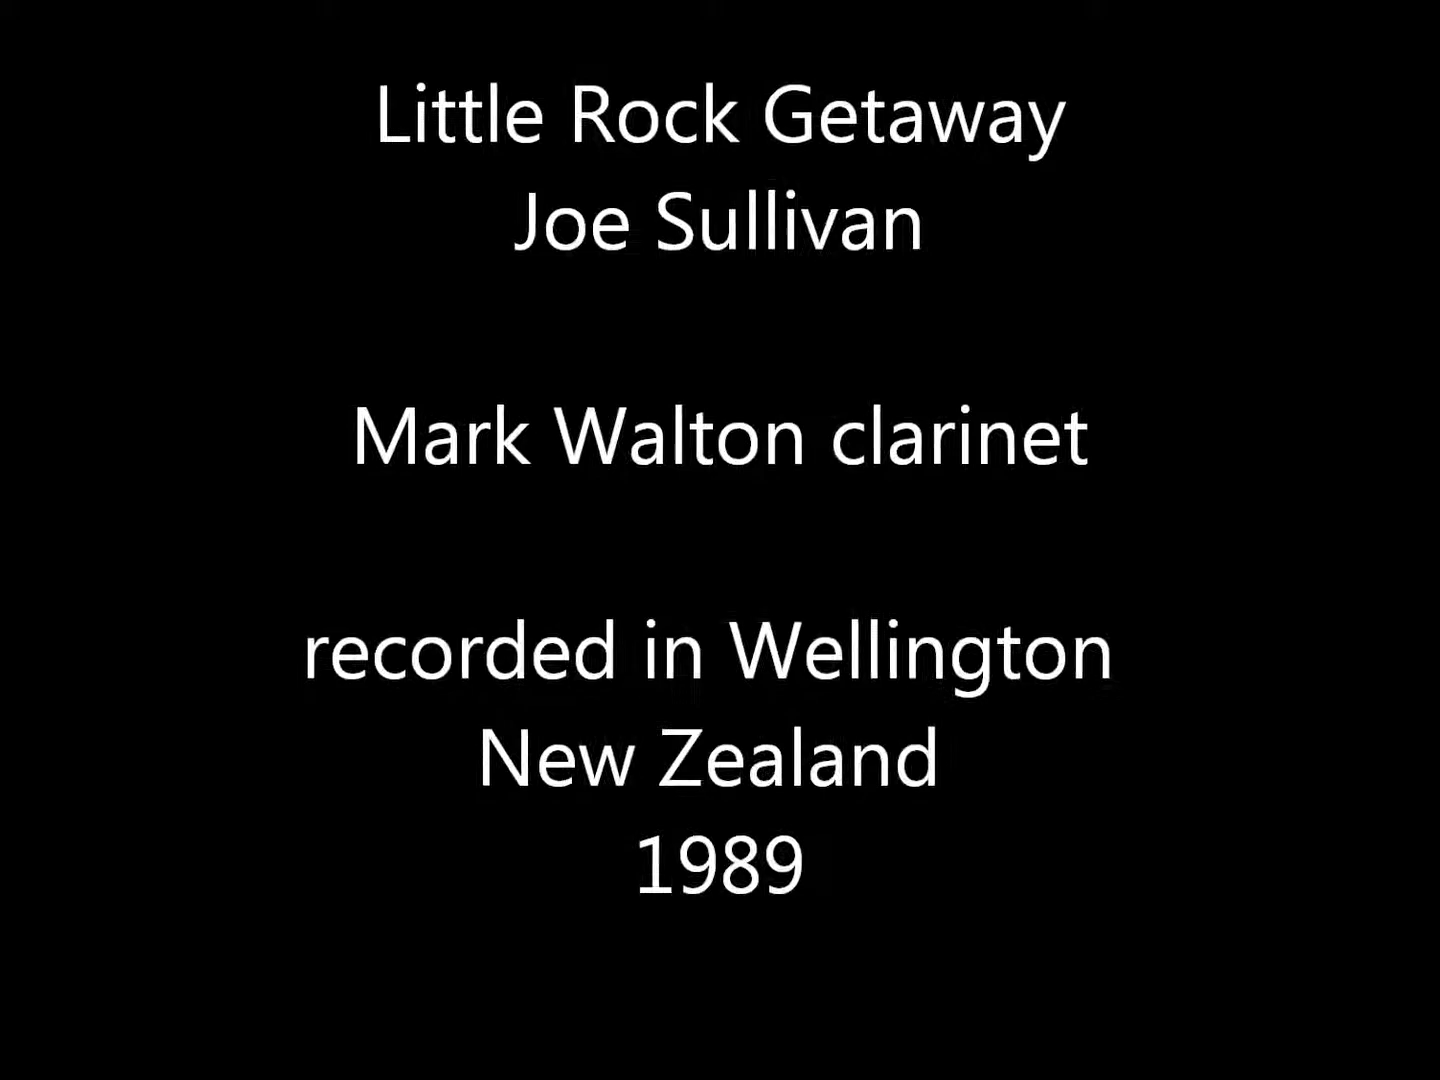 Little Rock Getaway
Joe Sullivan
Mark Walton clarinet
recorded in Wellington
New Zealand
1989